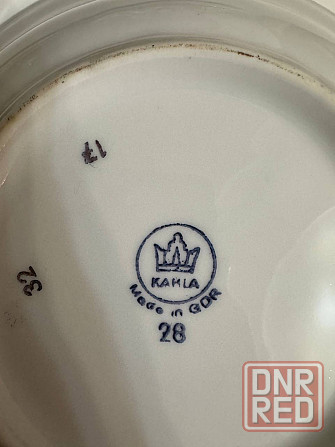 17
32
KAHLA
Made in GDR
28
DNR
RED